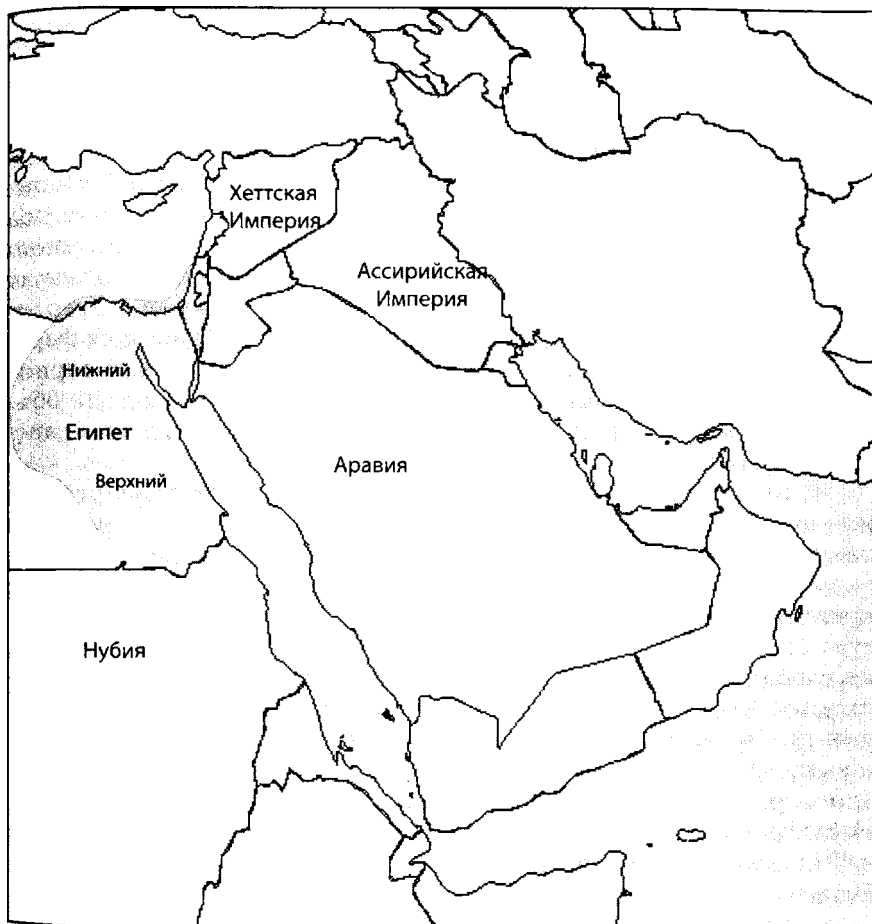 Хеттская
Империя
Ассирийская
Империя
Нижний
Египет
Аравия
Верхний
Нубия